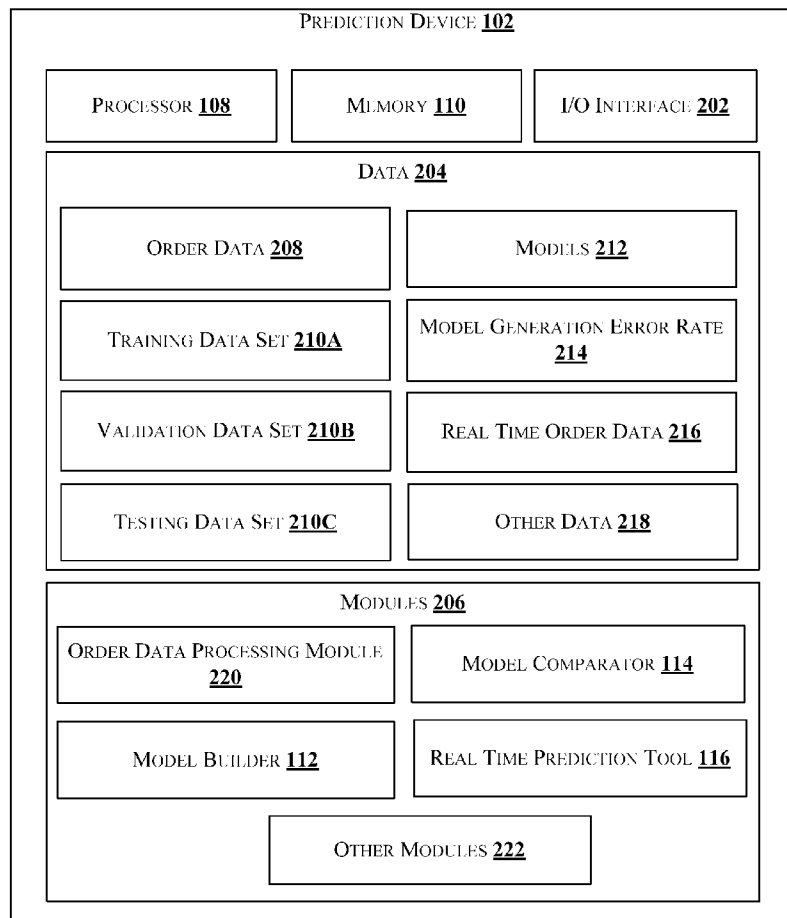 PREDICTION DEVICE 102
PROCESSOR 108
MEMORY 110
I/O INTERFACE 202
DATA 204
ORDER DATA 208
MODELS 212
TRAINING DATA SET 210A
MODEL GENERATION ERROR RATE
214
VALIDATION DATA SET 210B
REAL TIME ORDER DATA 216
TESTING DATA SET 210C
OTHER DATA 218
MODULES 206
ORDER DATA PROCESSING MODULE
220
MODEL COMPARATOR 114
MODEL BUILDER 112
REAL TIME PREDICTION TOOL 116
OTHER MODULES 222